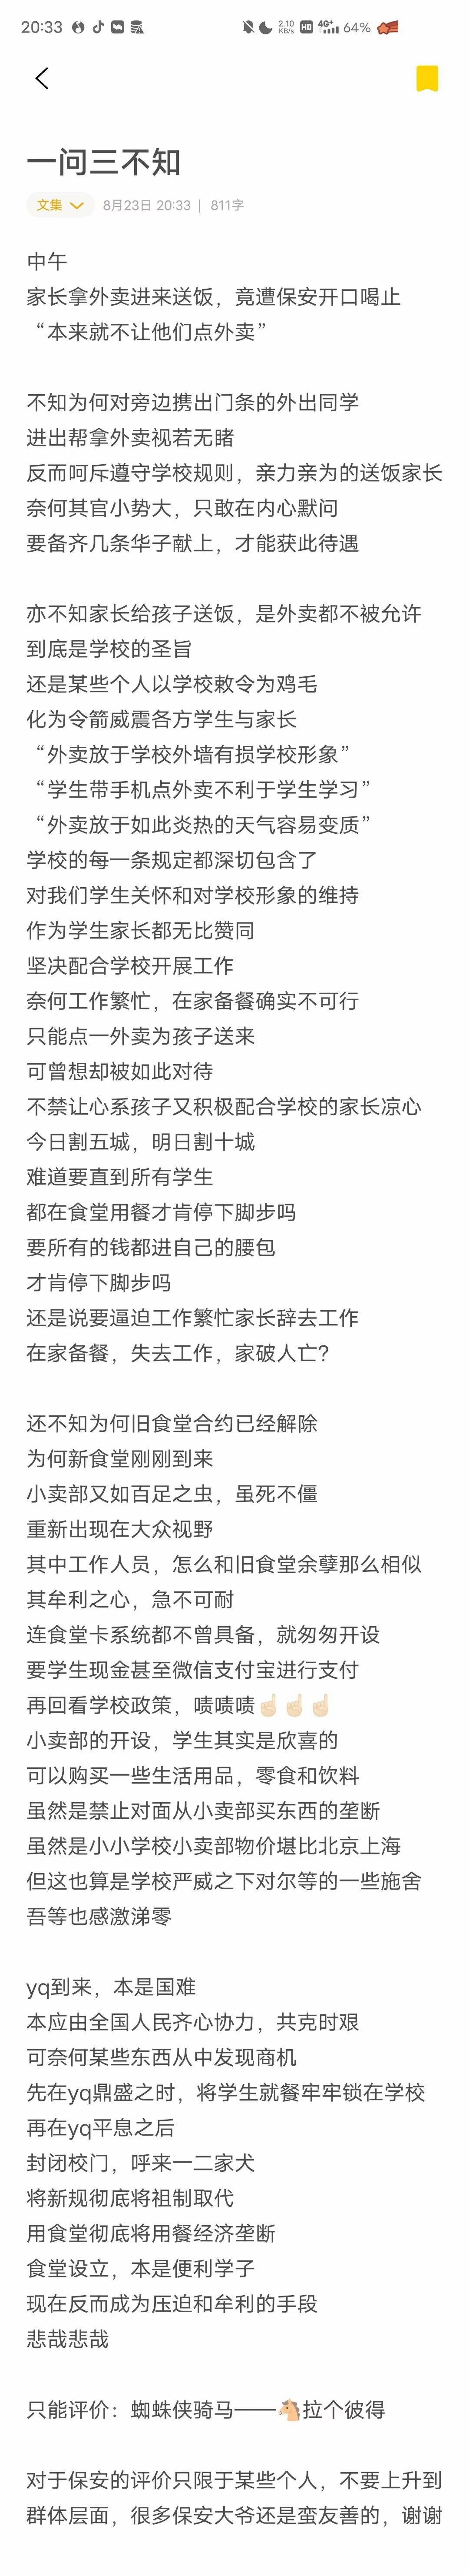 20:33
2.10 KB/s HD 4G+ 64%
一问三不知
文集 8月23日 20:33 | 811字
中午
家长拿外卖进来送饭，竟遭保安开口喝止
“本来就不让他们点外卖”
不知为何对旁边携出门条的外出同学
进出帮拿外卖视若无睹
反而呵斥遵守学校规则，亲力亲为的送饭家长
奈何其官小势大，只敢在内心默问
要备齐几条华子献上，才能获此待遇
亦不知家长给孩子送饭，是外卖都不被允许
到底是学校的圣旨
还是某些个人以学校敕令为鸡毛
化为令箭威震各方学生与家长
“外卖放于学校外墙有损学校形象”
“学生带手机点外卖不利于学生学习”
“外卖放于如此炎热的天气容易变质”
学校的每一条规定都深切包含了
对我们学生关怀和对学校形象的维持
作为学生家长都无比赞同
坚决配合学校开展工作
奈何工作繁忙，在家备餐确实不可行
只能点一外卖为孩子送来
可曾想却被如此对待
不禁让心系孩子又积极配合学校的家长凉心
今日割五城，明日割十城
难道要直到所有学生
都在食堂用餐才肯停下脚步吗
要所有的钱都进自己的腰包
才肯停下脚步吗
还是说要逼迫工作繁忙家长辞去工作
在家备餐，失去工作，家破人亡?
还不知为何旧食堂合约已经解除
为何新食堂刚刚到来
小卖部又如百足之虫，虽死不僵
重新出现在大众视野
其中工作人员，怎么和旧食堂余孽那么相似
其牟利之心，急不可耐
连食堂卡系统都不曾具备，就匆匆开设
要学生现金甚至微信支付宝进行支付
再回看学校政策，啧啧啧☝🏻☝🏻☝🏻
小卖部的开设，学生其实是欣喜的
可以购买一些生活用品，零食和饮料
虽然是禁止对面从小卖部买东西的垄断
虽然是小小学校小卖部物价堪比北京上海
但这也算是学校严威之下对尔等的一些施舍
吾等也感激涕零
yq到来，本是国难
本应由全国人民齐心协力，共克时艰
可奈何某些东西从中发现商机
先在yq鼎盛之时，将学生就餐牢牢锁在学校
再在yq平息之后
封闭校门，呼来一二家犬
将新规彻底将祖制取代
用食堂彻底将用餐经济垄断
食堂设立，本是便利学子
现在反而成为压迫和牟利的手段
悲哉悲哉
只能评价：蜘蛛侠骑马——🐴拉个彼得
对于保安的评价只限于某些个人，不要上升到
群体层面，很多保安大爷还是蛮友善的，谢谢